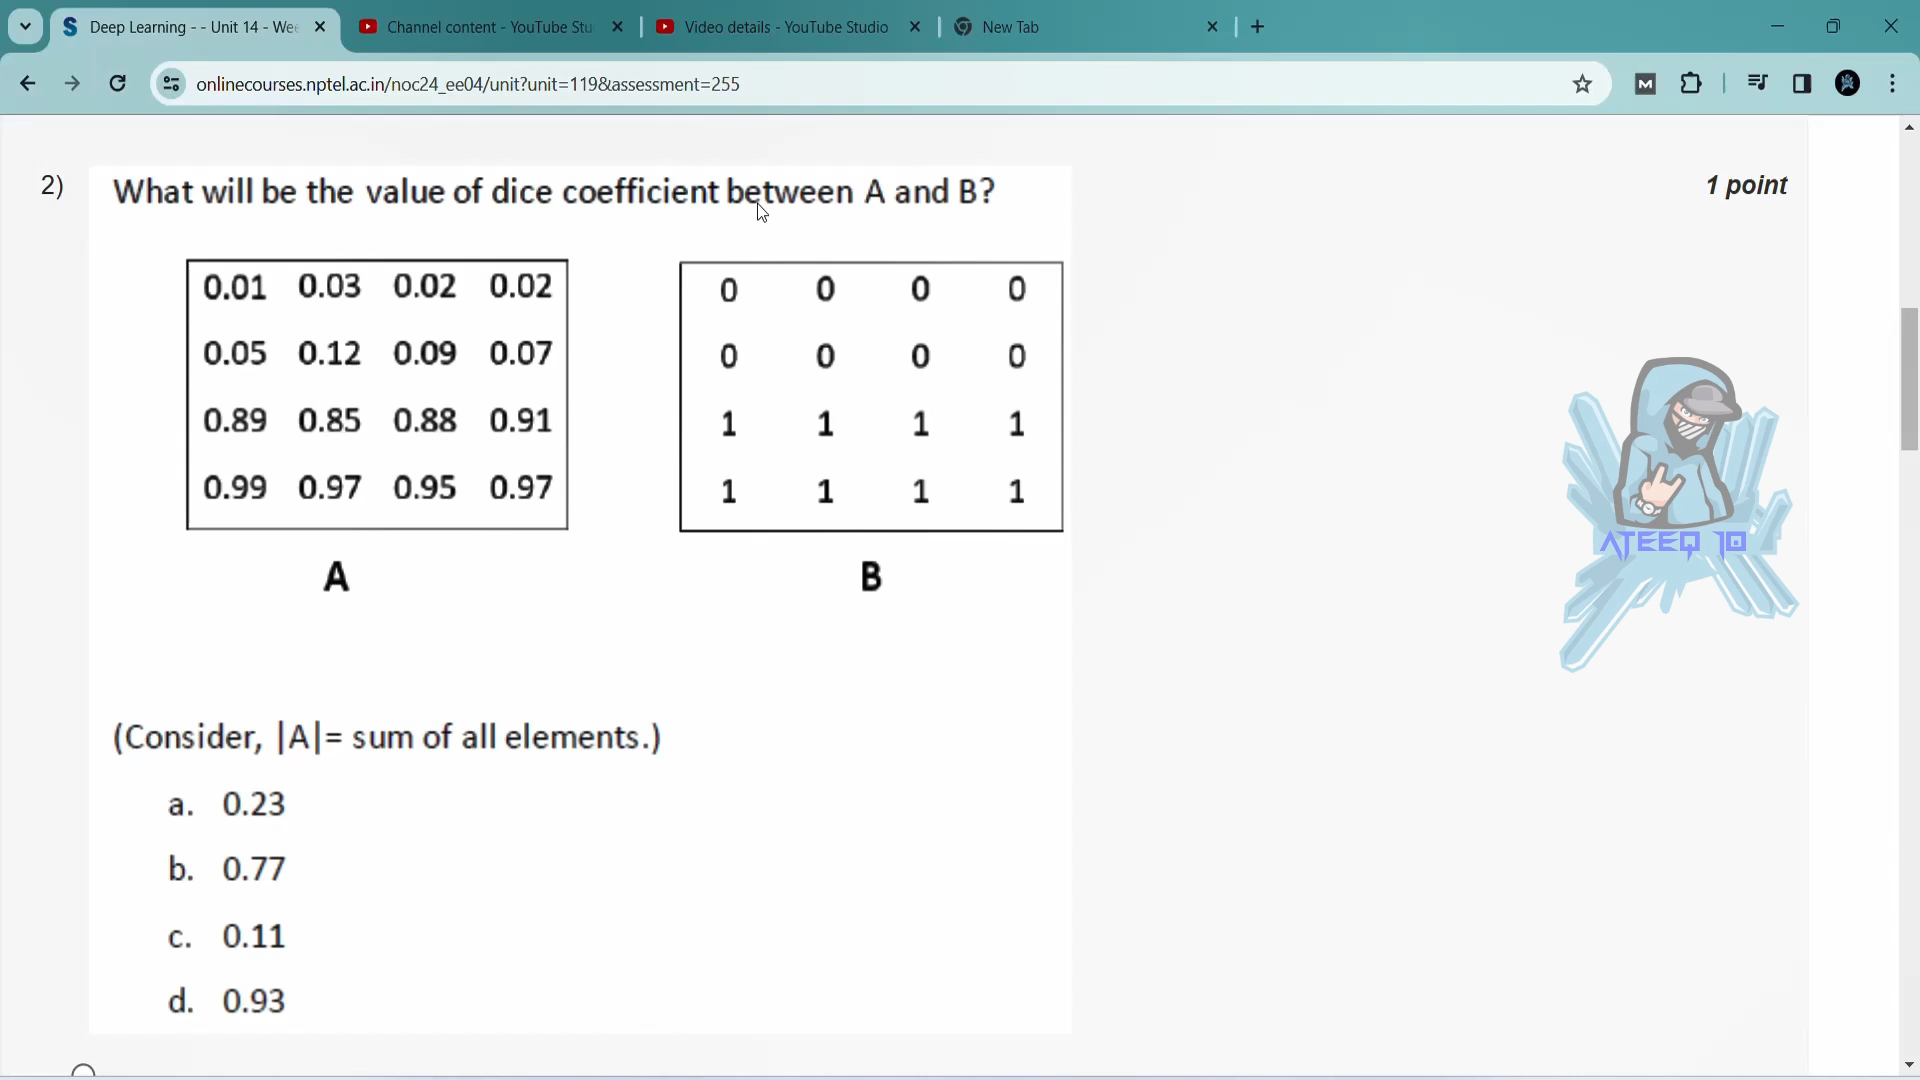 Deep Learning - - Unit 14 - Wee
Channel content - YouTube Stu
Video details - YouTube Studio
New Tab
onlinecourses.nptel.ac.in/noc24_ee04/unit?unit=119&assessment=255
2)
What will be the value of dice coefficient between A and B?
1 point
0.01 0.03 0.02 0.02
0.05 0.12 0.09 0.07
0.89 0.85 0.88 0.91
0.99 0.97 0.95 0.97
A
0 0 0 0
0 0 0 0
1 1 1 1
1 1 1 1
B
ATEEQ 10
(Consider, |A|= sum of all elements.)
a. 0.23
b. 0.77
c. 0.11
d. 0.93